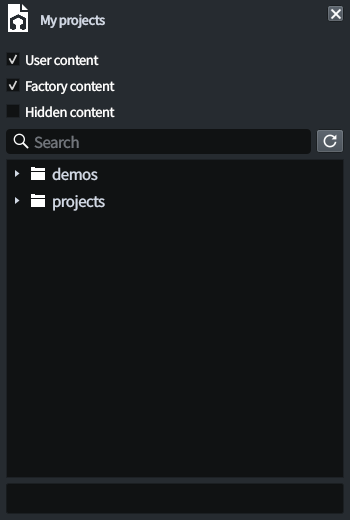 My projects
User content
Factory content
Hidden content
Search
demos
projects